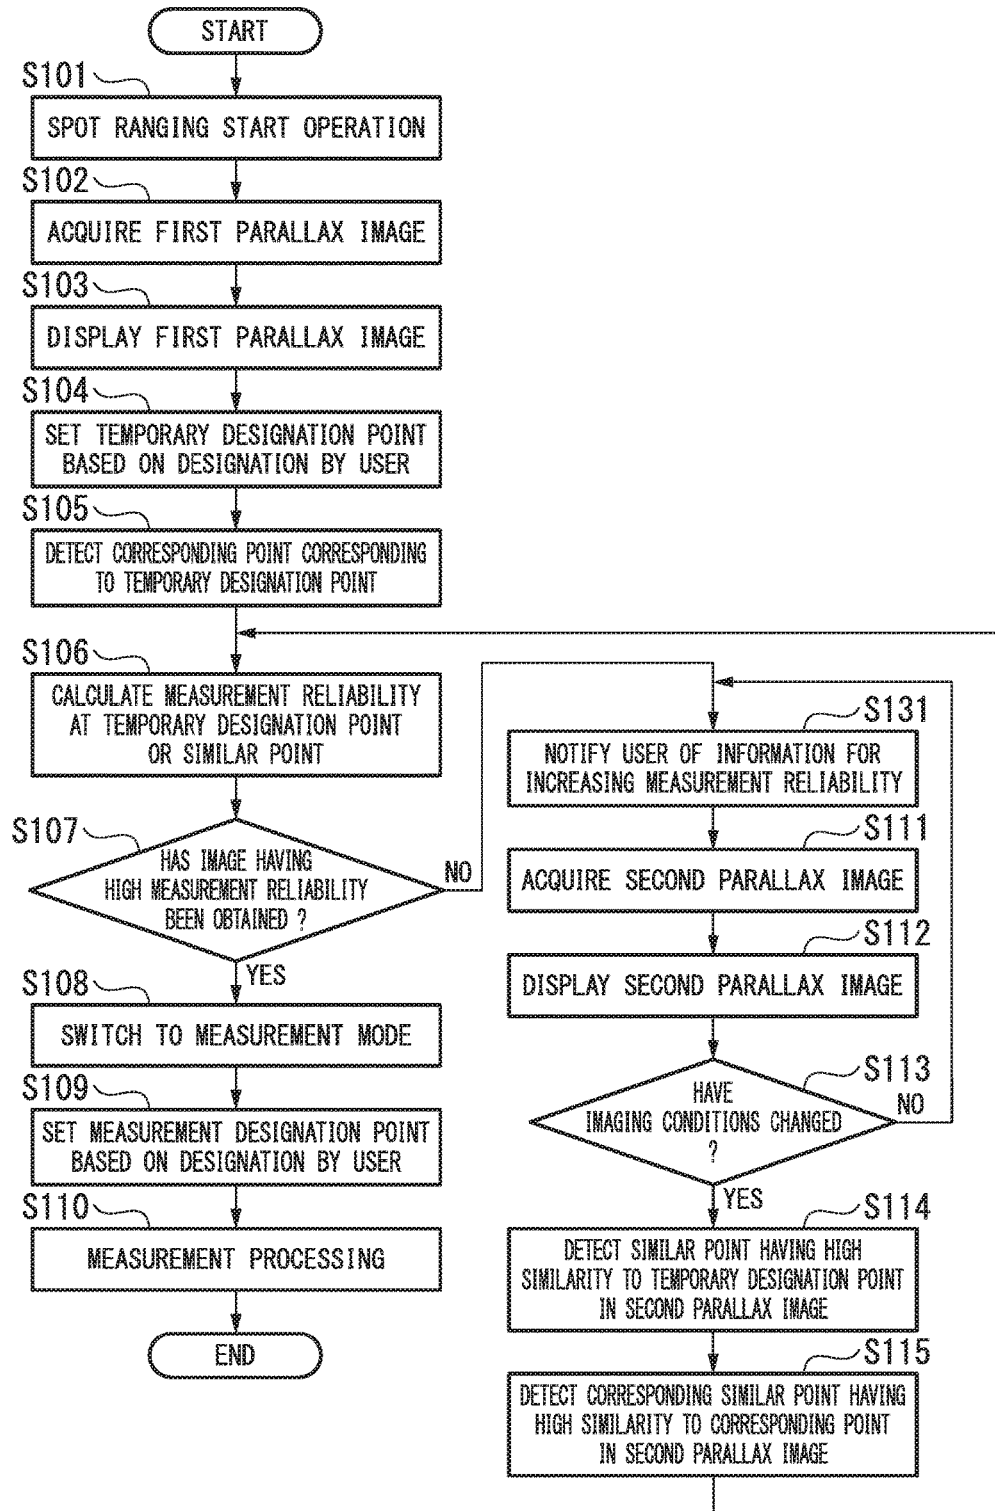 START
S101
SPOT RANGING START OPERATION
S102
ACQUIRE FIRST PARALLAX IMAGE
S103
DISPLAY FIRST PARALLAX IMAGE
S104
SET TEMPORARY DESIGNATION POINT
BASED ON DESIGNATION BY USER
S105
DETECT CORRESPONDING POINT CORRESPONDING
TO TEMPORARY DESIGNATION POINT
S106
CALCULATE MEASUREMENT RELIABILITY
AT TEMPORARY DESIGNATION POINT
OR SIMILAR POINT
S107
HAS IMAGE HAVING
HIGH MEASUREMENT RELIABILITY
BEEN OBTAINED ?
NO
YES
S108
SWITCH TO MEASUREMENT MODE
S109
SET MEASUREMENT DESIGNATION POINT
BASED ON DESIGNATION BY USER
S110
MEASUREMENT PROCESSING
END
S131
NOTIFY USER OF INFORMATION FOR
INCREASING MEASUREMENT RELIABILITY
S111
ACQUIRE SECOND PARALLAX IMAGE
S112
DISPLAY SECOND PARALLAX IMAGE
S113
HAVE
IMAGING CONDITIONS CHANGED
?
NO
YES
S114
DETECT SIMILAR POINT HAVING HIGH
SIMILARITY TO TEMPORARY DESIGNATION POINT
IN SECOND PARALLAX IMAGE
S115
DETECT CORRESPONDING SIMILAR POINT HAVING
HIGH SIMILARITY TO CORRESPONDING POINT
IN SECOND PARALLAX IMAGE